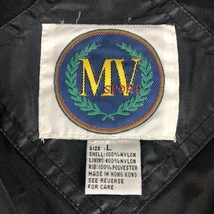 MV
SPORT
SIZE L
SHELL:100%NYLON
LINING:100%NYLON
RIB:100%POLYESTER
MADE IN HONG KONG
SEE REVERSE
FOR CARE